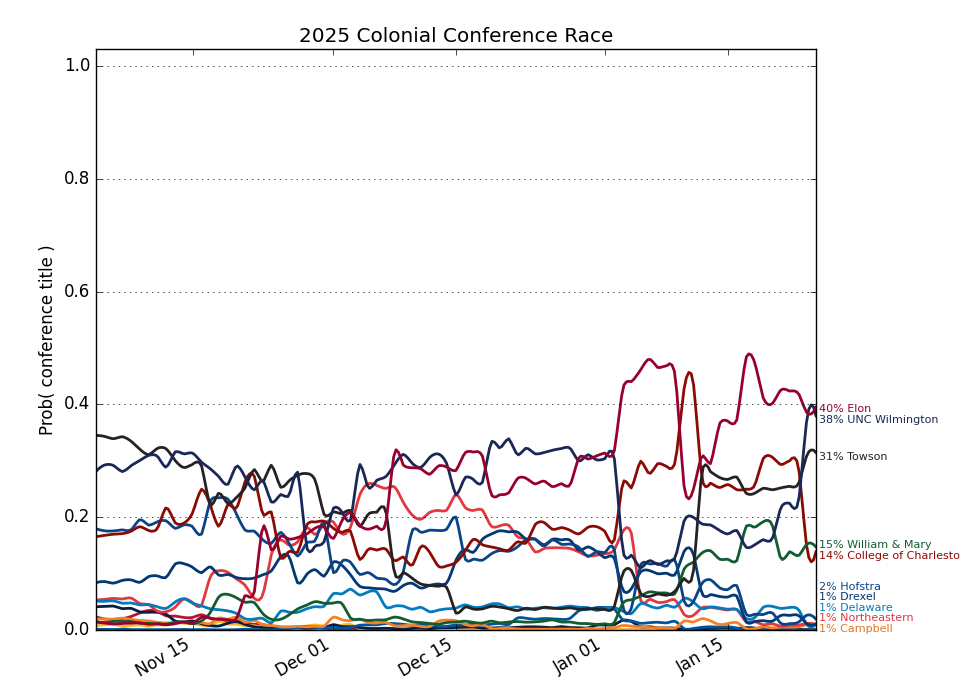 2025 Colonial Conference Race
Prob( conference title )
1.0
0.8
0.6
0.4
0.2
0.0
Nov 15
Dec 01
Dec 15
Jan 01
Jan 15
40% Elon
38% UNC Wilmington
31% Towson
15% William & Mary
14% College of Charlesto
2% Hofstra
1% Drexel
1% Delaware
1% Northeastern
1% Campbell